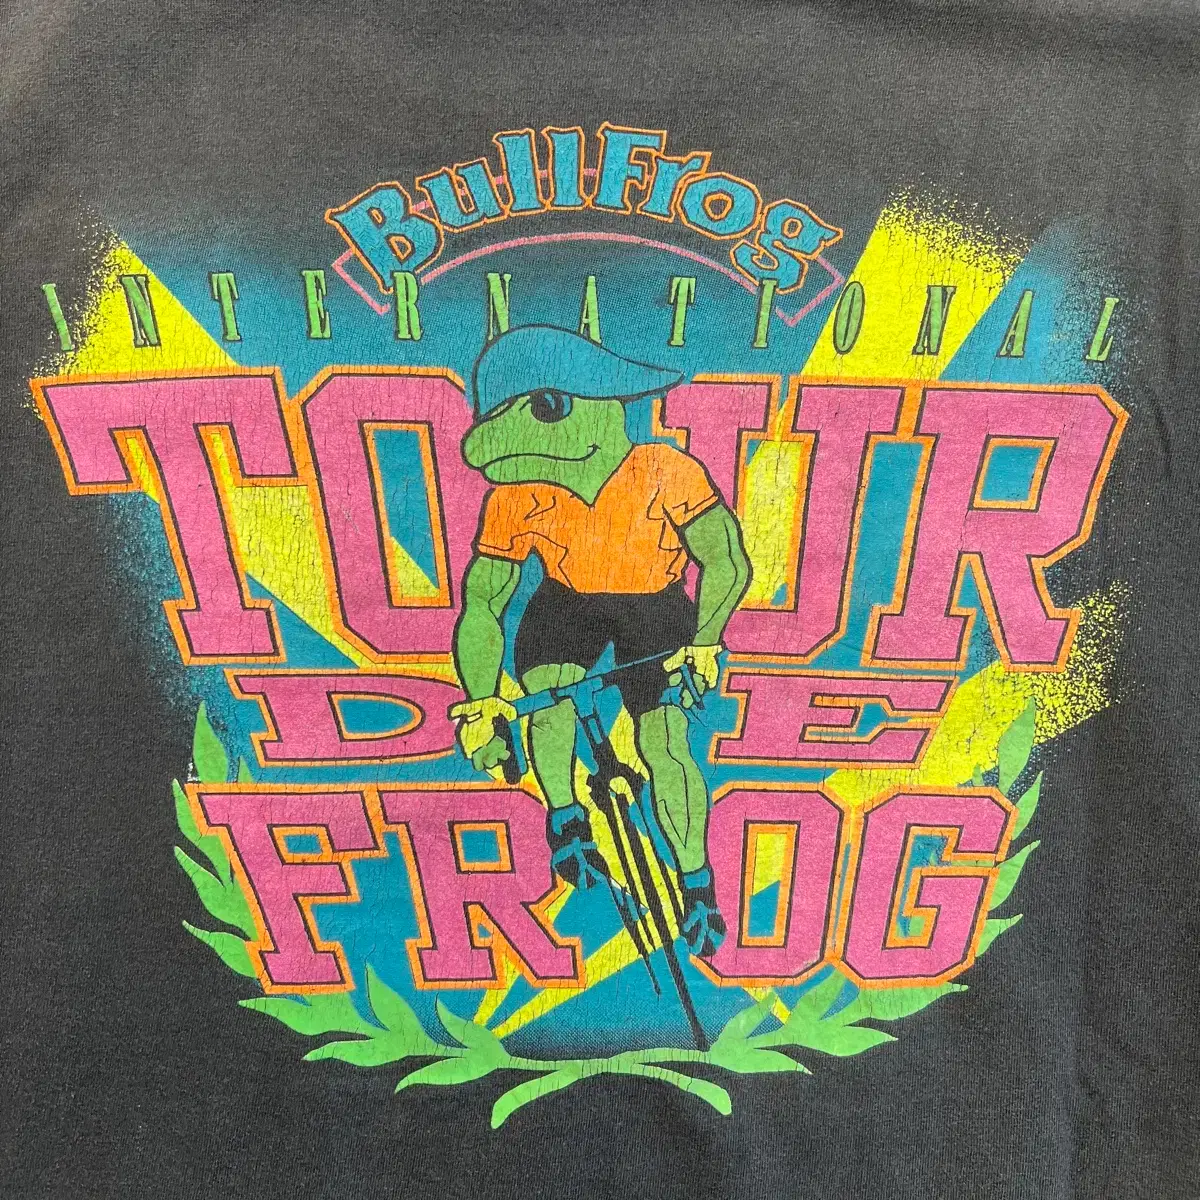 BullFrog
INTERNATIONAL
TOUR
DE
FROG